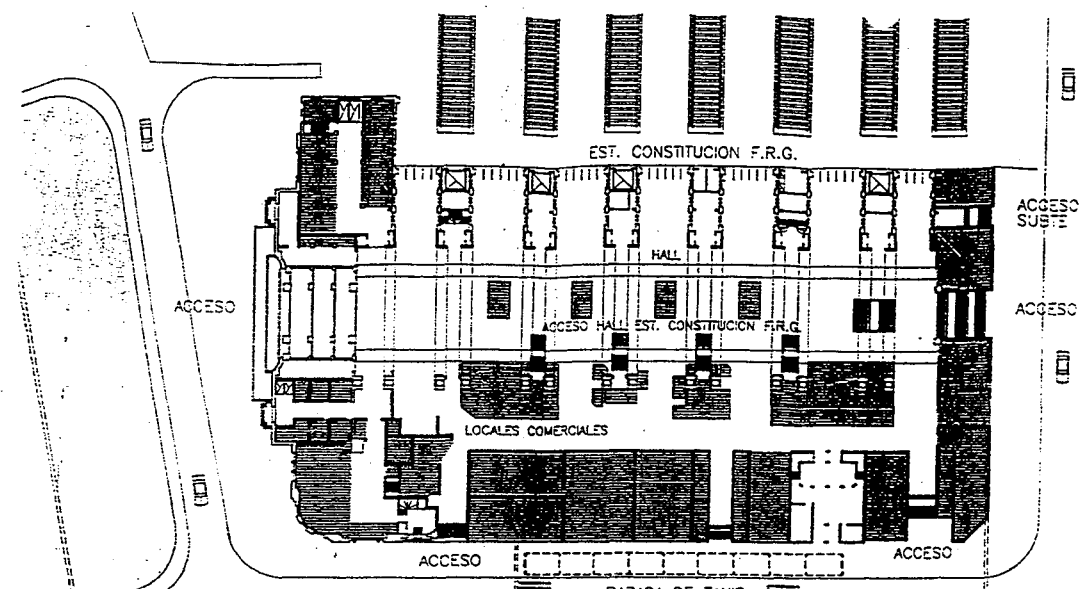 EST. CONSTITUCION F.R.G.
ACCESO
SUBTE
HALL
ACCESO
ACCESO
ACCESO HALL EST. CONSTITUCION F.R.G.
LOCALES COMERCIALES
ACCESO
ACCESO